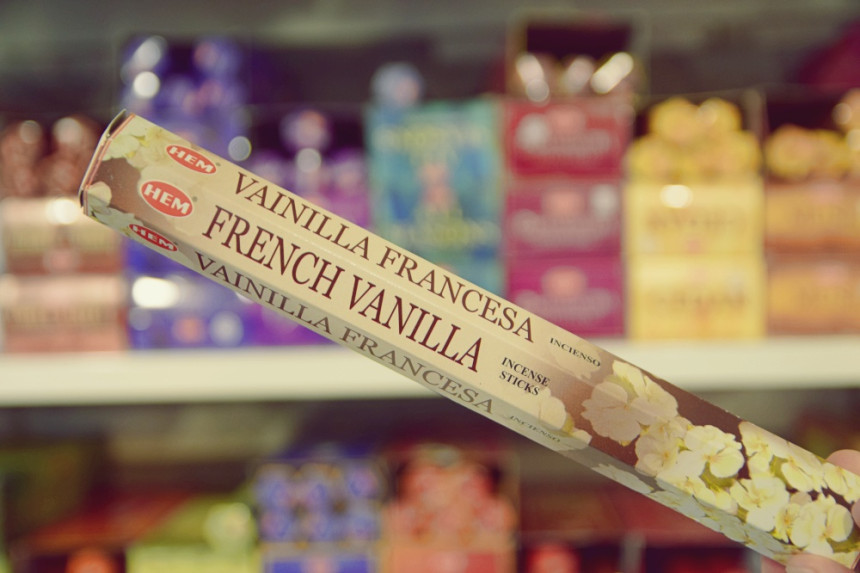 HEM
VAINILLA FRANCESA
INCIENSO
HEM
FRENCH VANILLA
INCENSE
STICKS
HEM
VAINILLA FRANCESA
INCIENSO